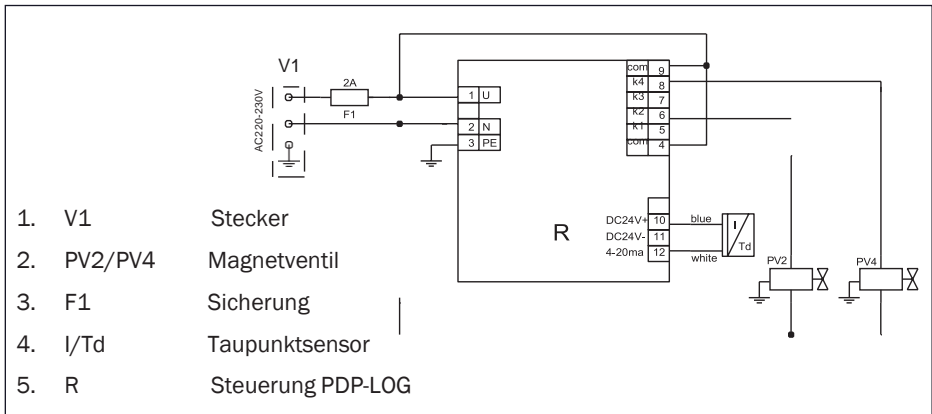 V1
2A
AC220-230V
F1
1 U
2 N
3 PE
com 9
k4 8
k3 7
k2 6
k1 5
com 4
R
DC24V+ 10 blue
DC24V- 11
4-20ma 12 white
I
Td
PV2
PV4
1. V1 Stecker
2. PV2/PV4 Magnetventil
3. F1 Sicherung
4. I/Td Taupunktsensor
5. R Steuerung PDP-LOG